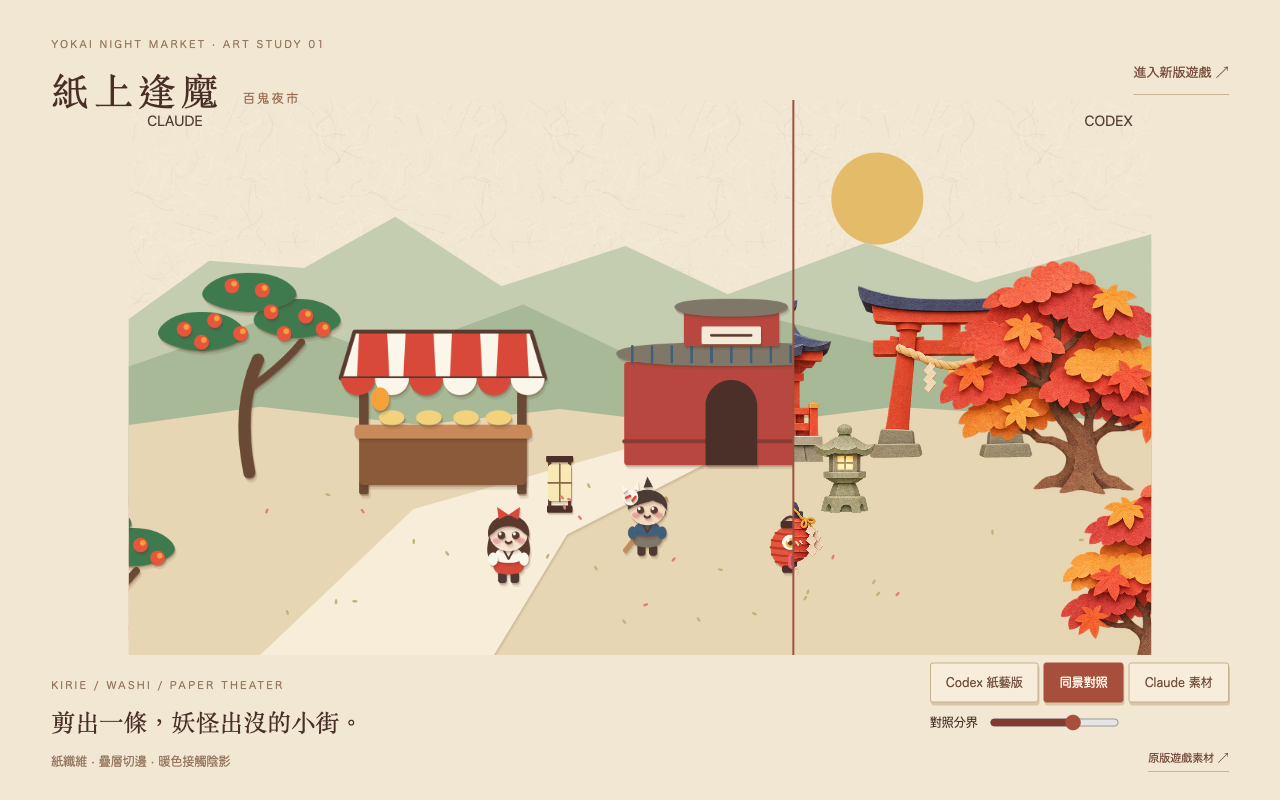 YOKAI NIGHT MARKET · ART STUDY 01
紙上逢魔 百鬼夜市
進入新版遊戲 ↗
CLAUDE
CODEX
KIRIE / WASHI / PAPER THEATER
剪出一條，妖怪出沒的小街。
紙纖維 · 疊層切邊 · 暖色接觸陰影
Codex 紙藝版
同景對照
Claude 素材
對照分界
原版遊戲素材 ↗